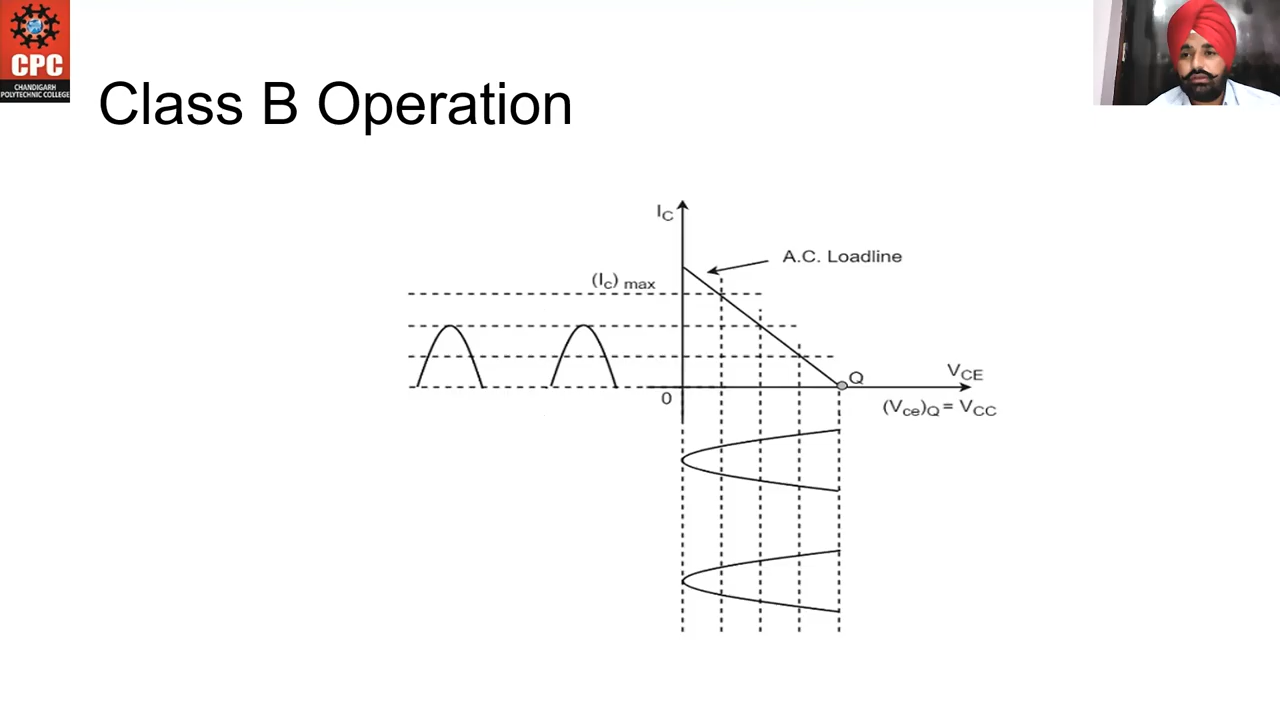 CPC
CHANDIGARH
POLYTECHNIC COLLEGE
Class B Operation
IC
A.C. Loadline
(Ic) max
Q
VCE
0
(Vce)Q = VCC